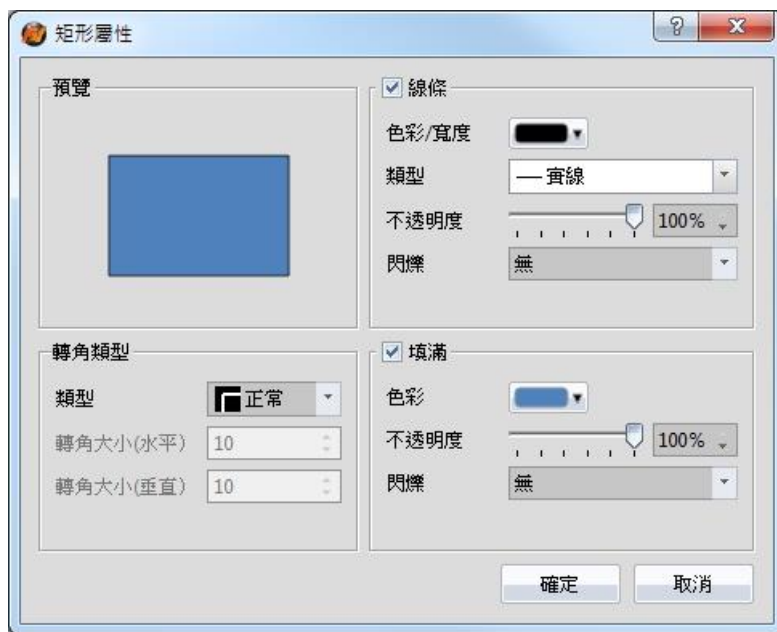 矩形屬性
?
X
預覽
線條
色彩/寬度
類型
實線
不透明度
100%
閃爍
無
轉角類型
類型
正常
轉角大小(水平)
10
轉角大小(垂直)
10
填滿
色彩
不透明度
100%
閃爍
無
確定
取消